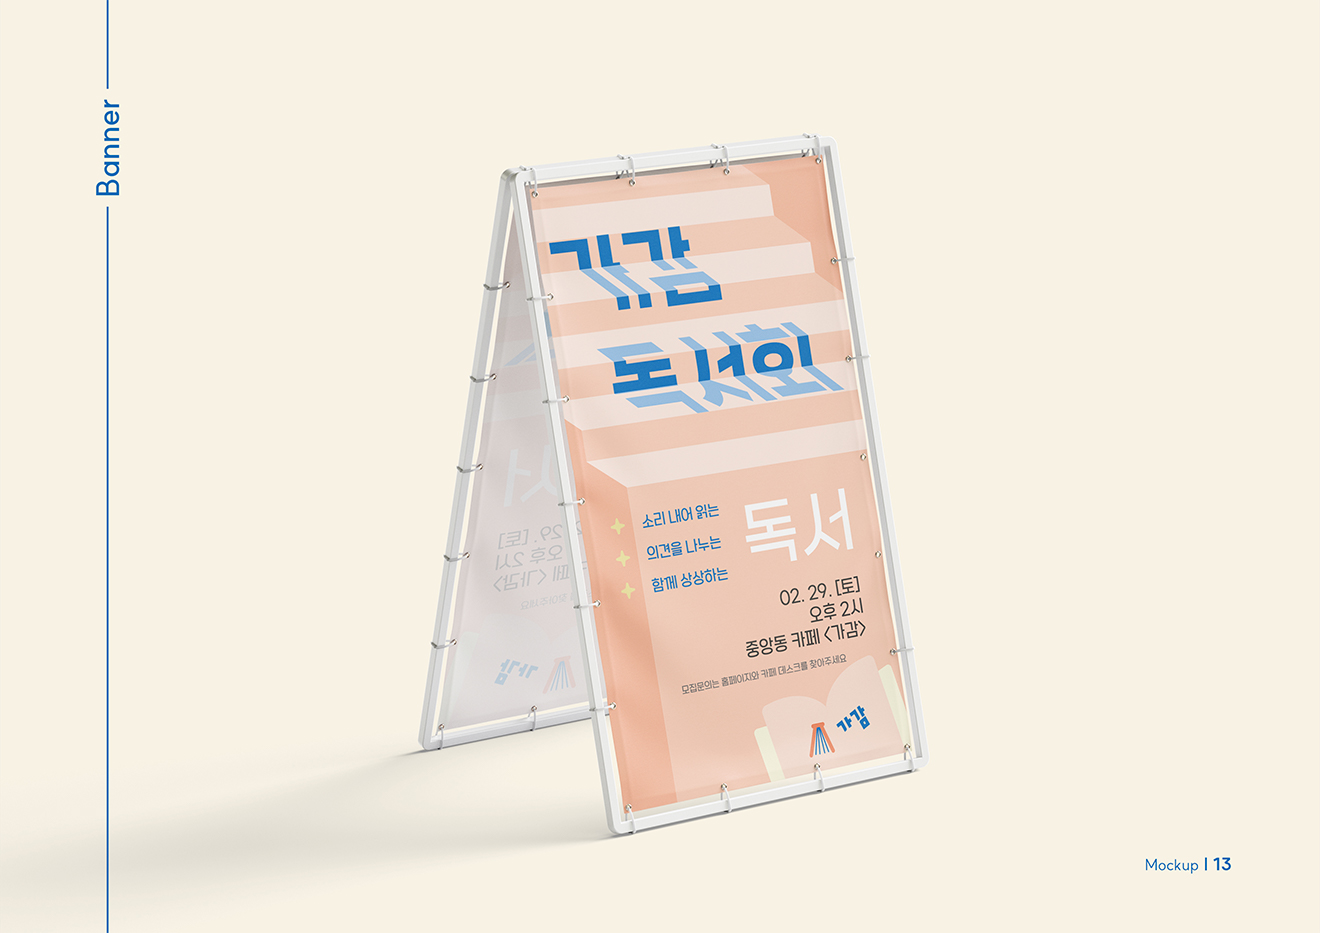 Banner
가감
독서회
소리 내어 읽는
의견을 나누는
함께 상상하는
독서
02. 29. [토]
오후 2시
중앙동 카페 <가감>
모집문의는 홈페이지와 카페 데스크를 찾아주세요
가감
Mockup | 13